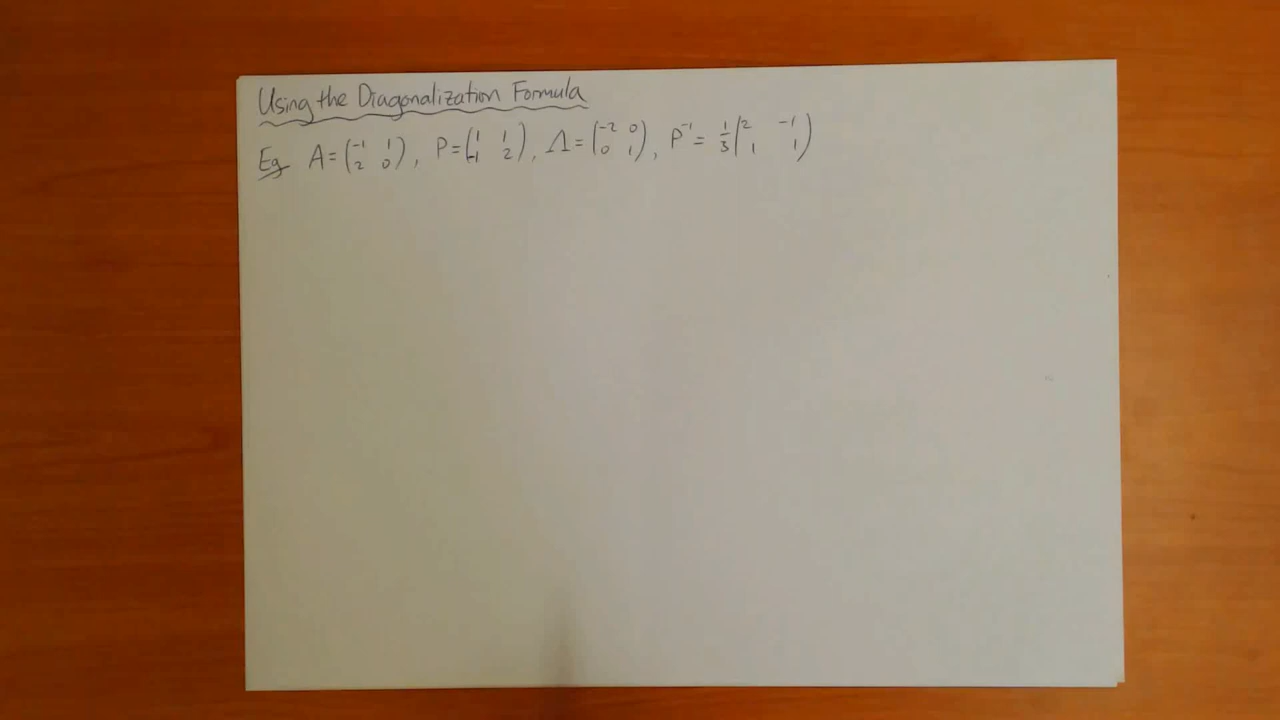 Using the Diagonalization Formula
Eg A = (-1 1; 2 0), P = (1 1; -1 2), Λ = (-2 0; 0 1), P⁻¹ = 1/3 (2 -1; 1 1)